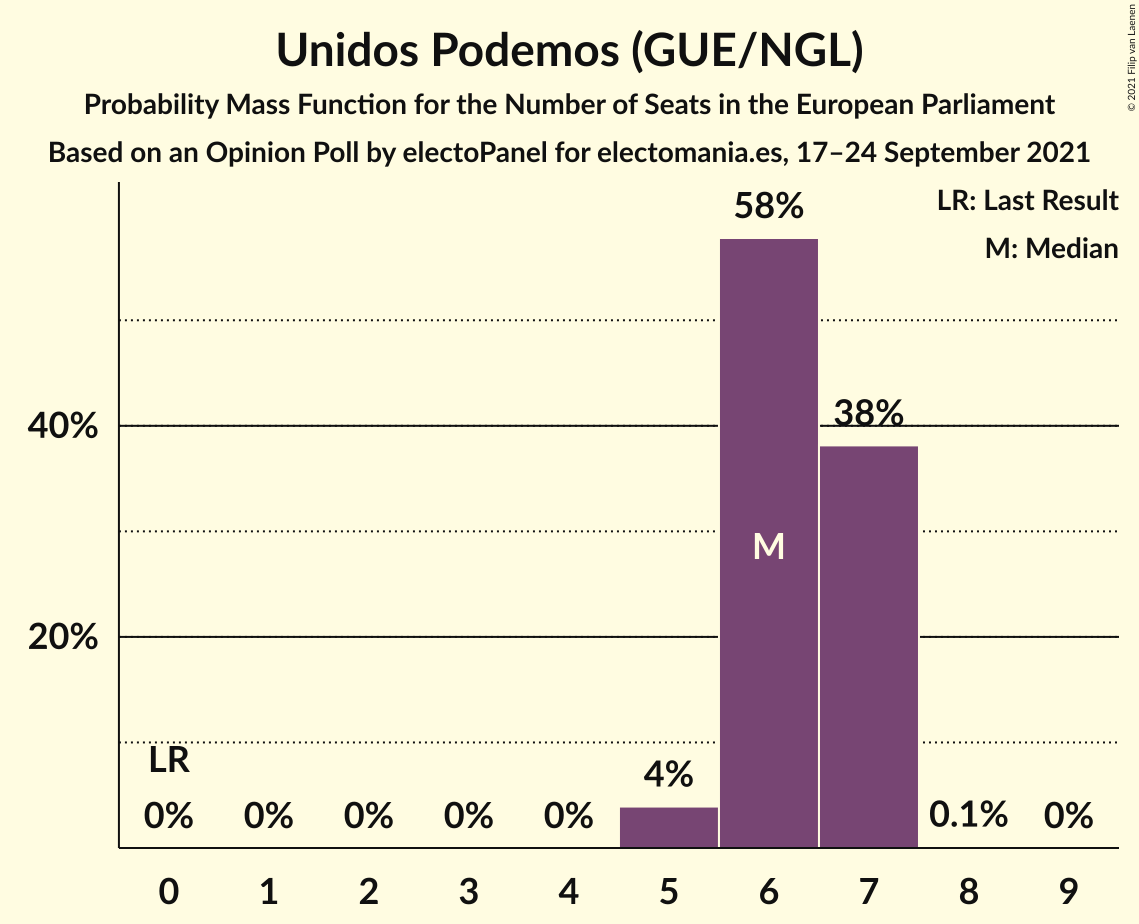 Unidos Podemos (GUE/NGL)
Probability Mass Function for the Number of Seats in the European Parliament
Based on an Opinion Poll by electoPanel for electomania.es, 17–24 September 2021
© 2021 Filip van Laenen
LR: Last Result
M: Median
58%
38%
40%
M
20%
LR
4%
0% 0% 0% 0% 0% 0.1% 0%
0 1 2 3 4 5 6 7 8 9